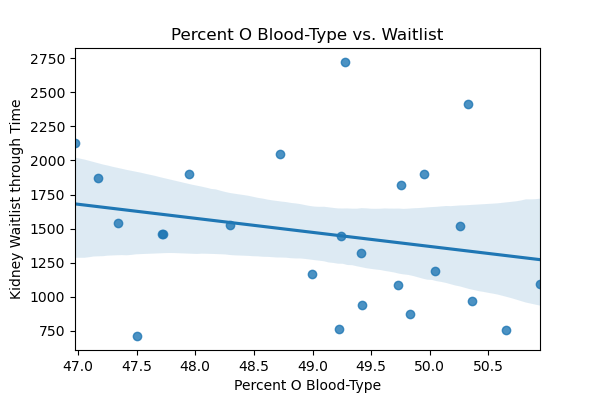 Percent O Blood-Type vs. Waitlist
2750
2500
2250
2000
1750
1500
1250
1000
750
Kidney Waitlist through Time
47.0 47.5 48.0 48.5 49.0 49.5 50.0 50.5
Percent O Blood-Type